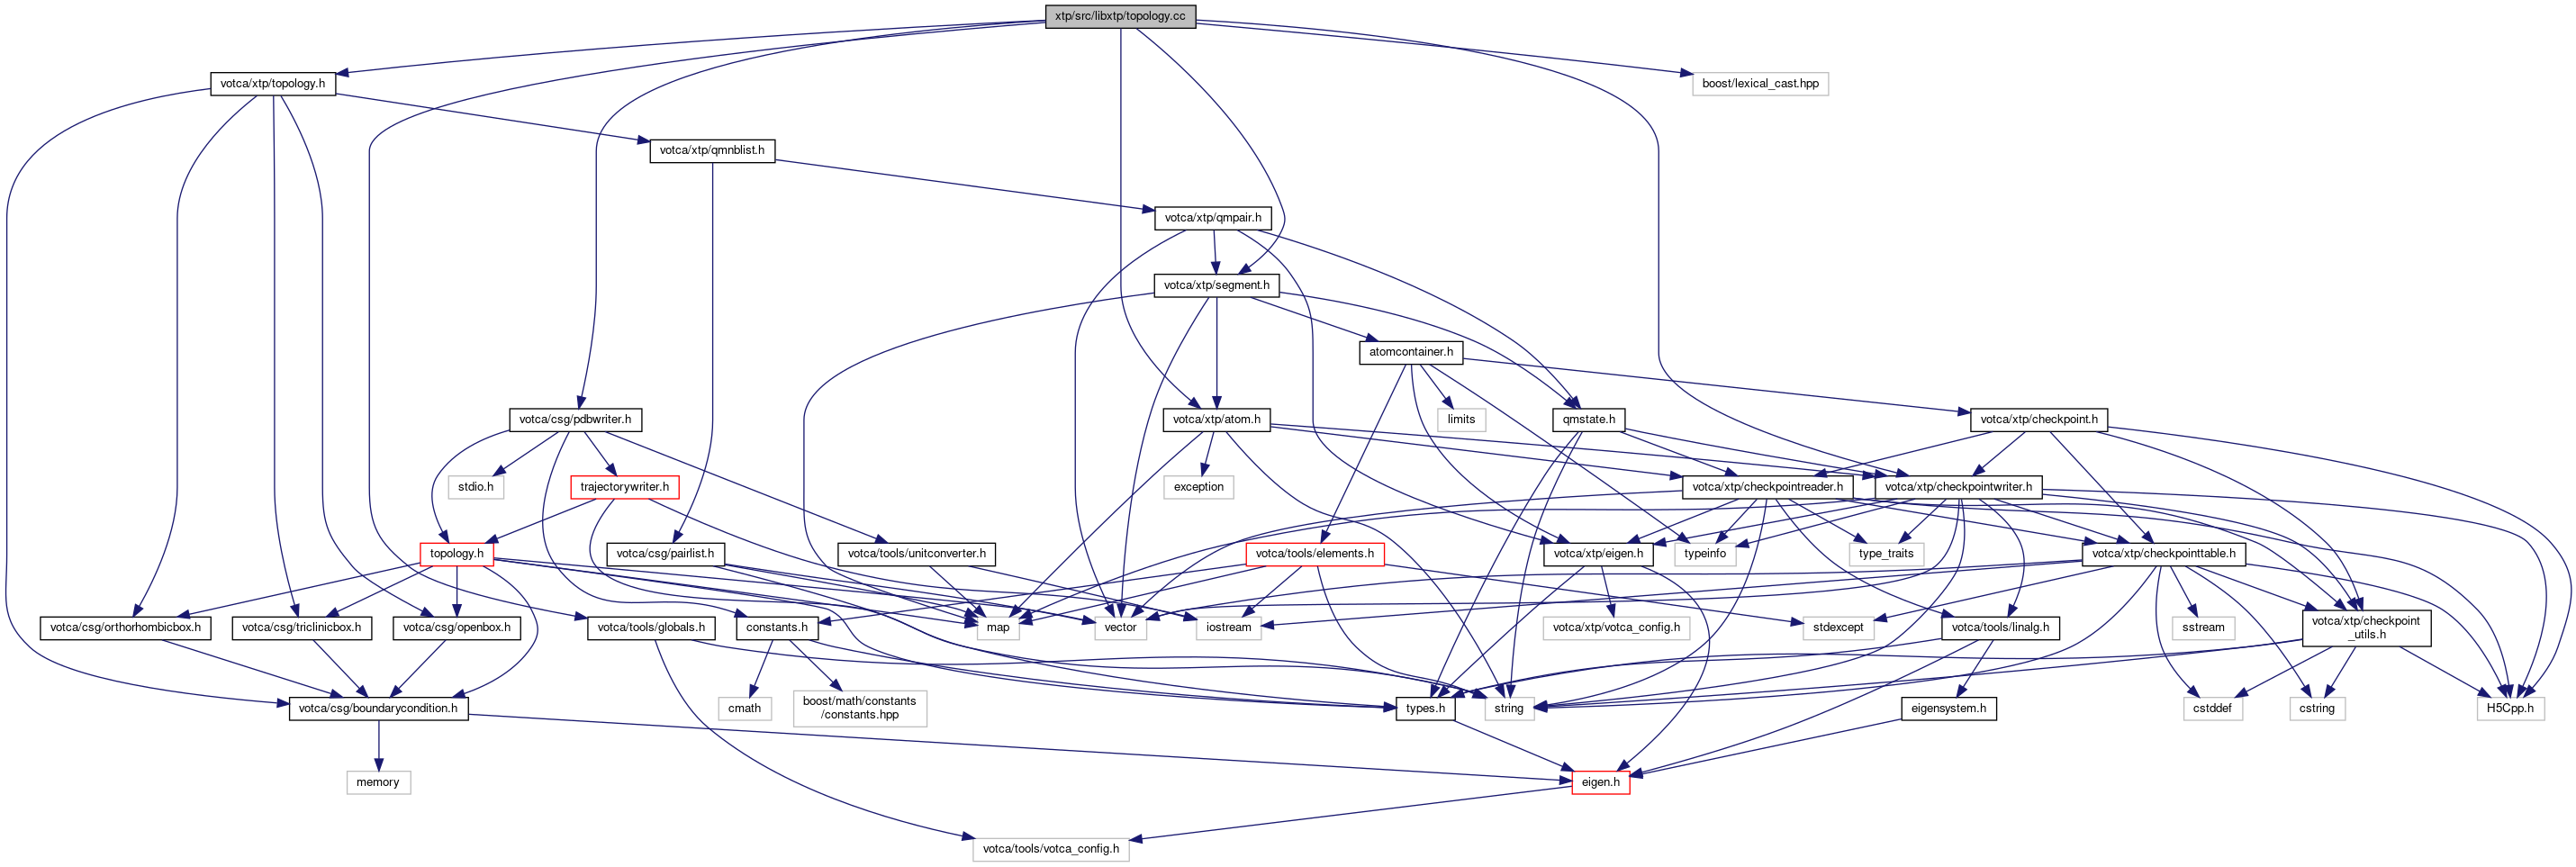 xtp/src/libxtp/topology.cc
votca/xtp/topology.h
boost/lexical_cast.hpp
votca/xtp/qmnblist.h
votca/xtp/qmpair.h
votca/xtp/segment.h
atomcontainer.h
votca/csg/pdbwriter.h
votca/xtp/atom.h
limits
qmstate.h
votca/xtp/checkpoint.h
stdio.h
trajectorywriter.h
exception
votca/xtp/checkpointreader.h
votca/xtp/checkpointwriter.h
topology.h
votca/csg/pairlist.h
votca/tools/unitconverter.h
votca/tools/elements.h
votca/xtp/eigen.h
typeinfo
type_traits
votca/xtp/checkpointtable.h
votca/csg/orthorhombicbox.h
votca/csg/triclinicbox.h
votca/csg/openbox.h
votca/tools/globals.h
constants.h
map
vector
iostream
votca/xtp/votca_config.h
stdexcept
votca/tools/linalg.h
sstream
votca/xtp/checkpoint
_utils.h
votca/csg/boundarycondition.h
cmath
boost/math/constants
/constants.hpp
types.h
string
eigensystem.h
cstddef
cstring
H5Cpp.h
memory
eigen.h
votca/tools/votca_config.h